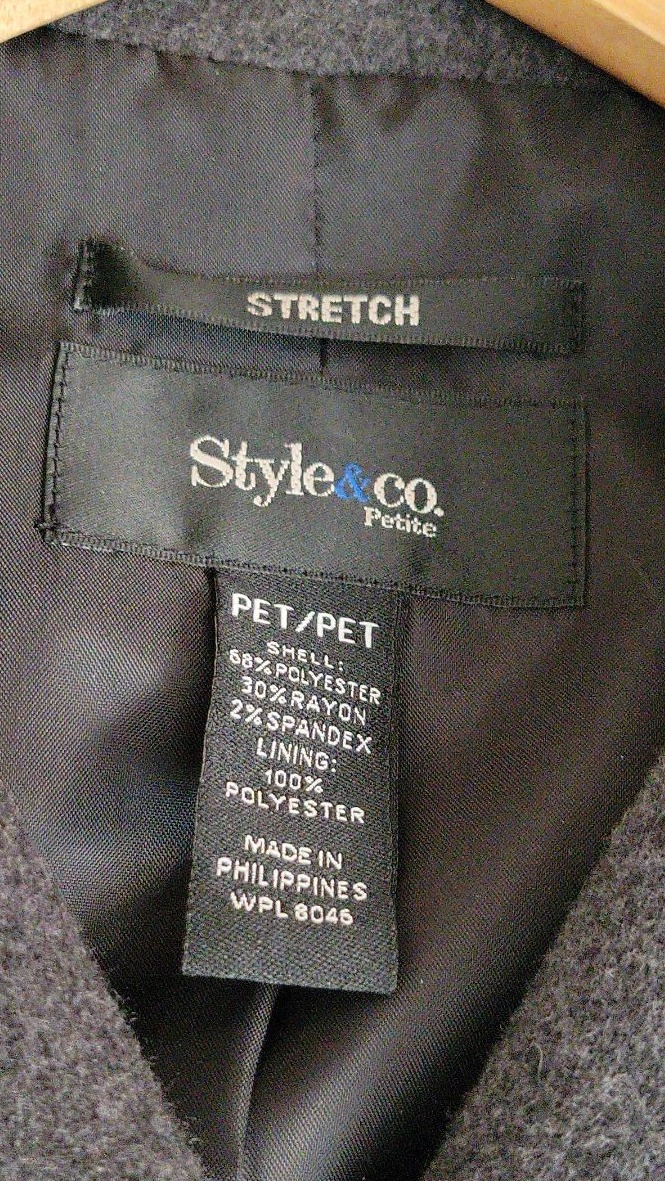 STRETCH
Style&co.
Petite
PET/PET
SHELL:
68%POLYESTER
30%RAYON
2%SPANDEX
LINING:
100%
POLYESTER
MADE IN
PHILIPPINES
WPL 8046